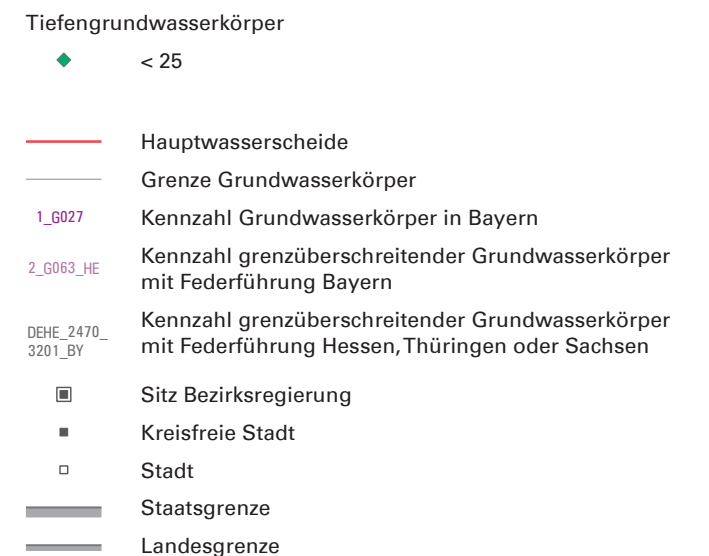 Tiefengrundwasserkörper
< 25
Hauptwasserscheide
Grenze Grundwasserkörper
1_G027 Kennzahl Grundwasserkörper in Bayern
2_G063_HE Kennzahl grenzüberschreitender Grundwasserkörper
mit Federführung Bayern
DEHE_2470_
3201_BY
Kennzahl grenzüberschreitender Grundwasserkörper
mit Federführung Hessen, Thüringen oder Sachsen
Sitz Bezirksregierung
Kreisfreie Stadt
Stadt
Staatsgrenze
Landesgrenze